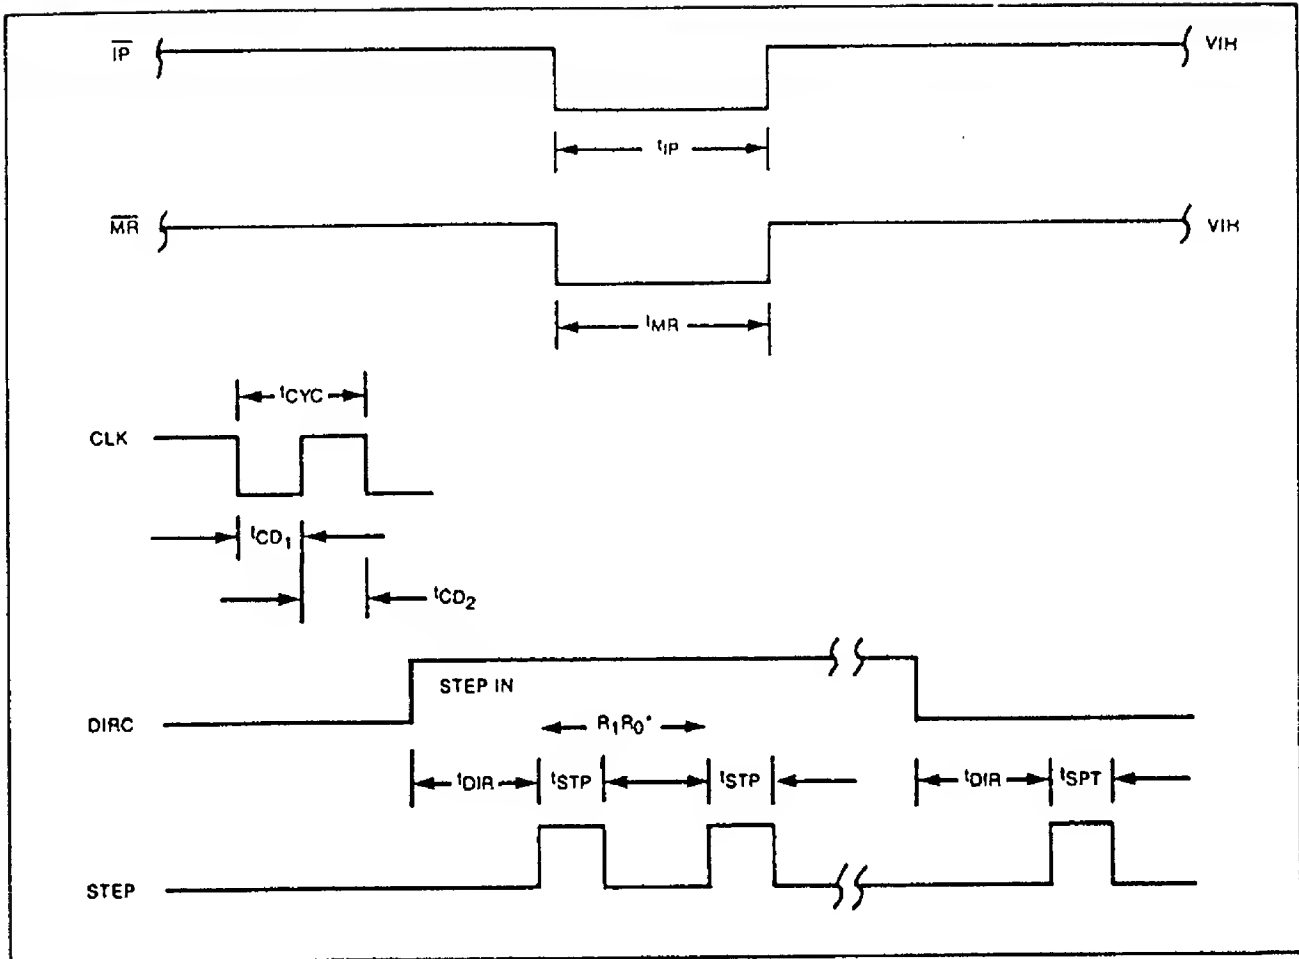 IP VIH
tIP
MR VIH
tMR
tCYC
CLK
tCD1
tCD2
STEP IN
DIRC R1R0*
tDIR tSTP tSTP tDIR tSPT
STEP